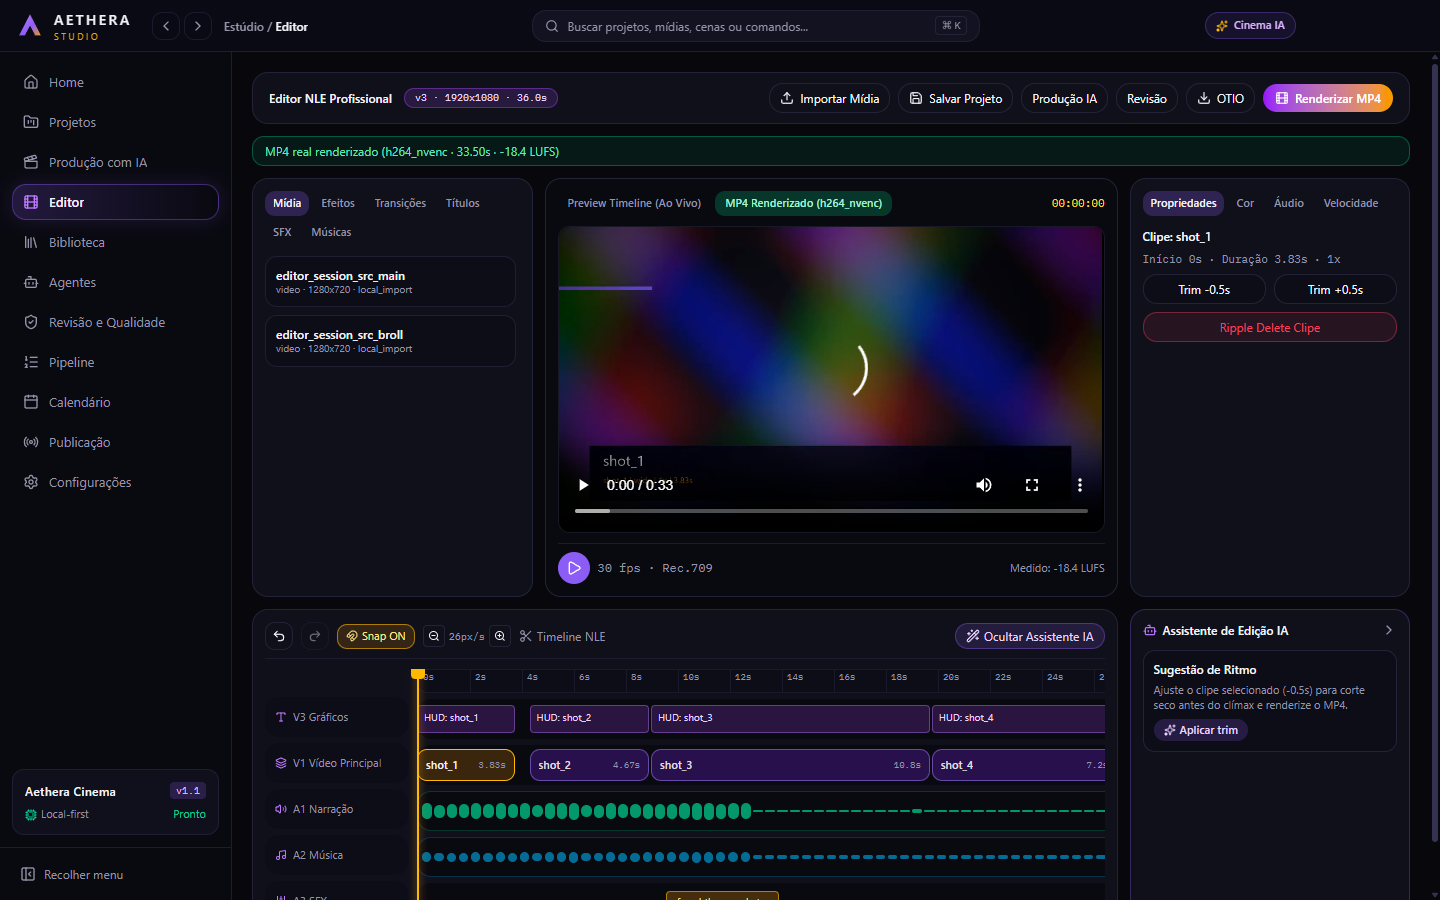 AETHERA
STUDIO
Estúdio / Editor
Buscar projetos, mídias, cenas ou comandos...
⌘ K
Cinema IA
Home
Projetos
Produção com IA
Editor
Biblioteca
Agentes
Revisão e Qualidade
Pipeline
Calendário
Publicação
Configurações
Aethera Cinema
v1.1
Local-first
Pronto
Recolher menu
Editor NLE Profissional
v3 · 1920x1080 · 36.0s
Importar Mídia
Salvar Projeto
Produção IA
Revisão
OTIO
Renderizar MP4
MP4 real renderizado (h264_nvenc · 33.50s · -18.4 LUFS)
Mídia
Efeitos
Transições
Títulos
SFX
Músicas
editor_session_src_main
video · 1280x720 · local_import
editor_session_src_broll
video · 1280x720 · local_import
Preview Timeline (Ao Vivo)
MP4 Renderizado (h264_nvenc)
00:00:00
shot_1
3.83s
0:00 / 0:33
30 fps · Rec.709
Medido: -18.4 LUFS
Propriedades
Cor
Áudio
Velocidade
Clipe: shot_1
Início 0s · Duração 3.83s · 1x
Trim -0.5s
Trim +0.5s
Ripple Delete Clipe
Snap ON
26px/s
Timeline NLE
Ocultar Assistente IA
0s 2s 4s 6s 8s 10s 12s 14s 16s 18s 20s 22s 24s 2
V3 Gráficos
HUD: shot_1
HUD: shot_2
HUD: shot_3
HUD: shot_4
V1 Vídeo Principal
shot_1 3.83s
shot_2 4.67s
shot_3 10.8s
shot_4 7.2s
A1 Narração
A2 Música
A3 SFX
Assistente de Edição IA
Sugestão de Ritmo
Ajuste o clipe selecionado (-0.5s) para corte
seco antes do clímax e renderize o MP4.
Aplicar trim